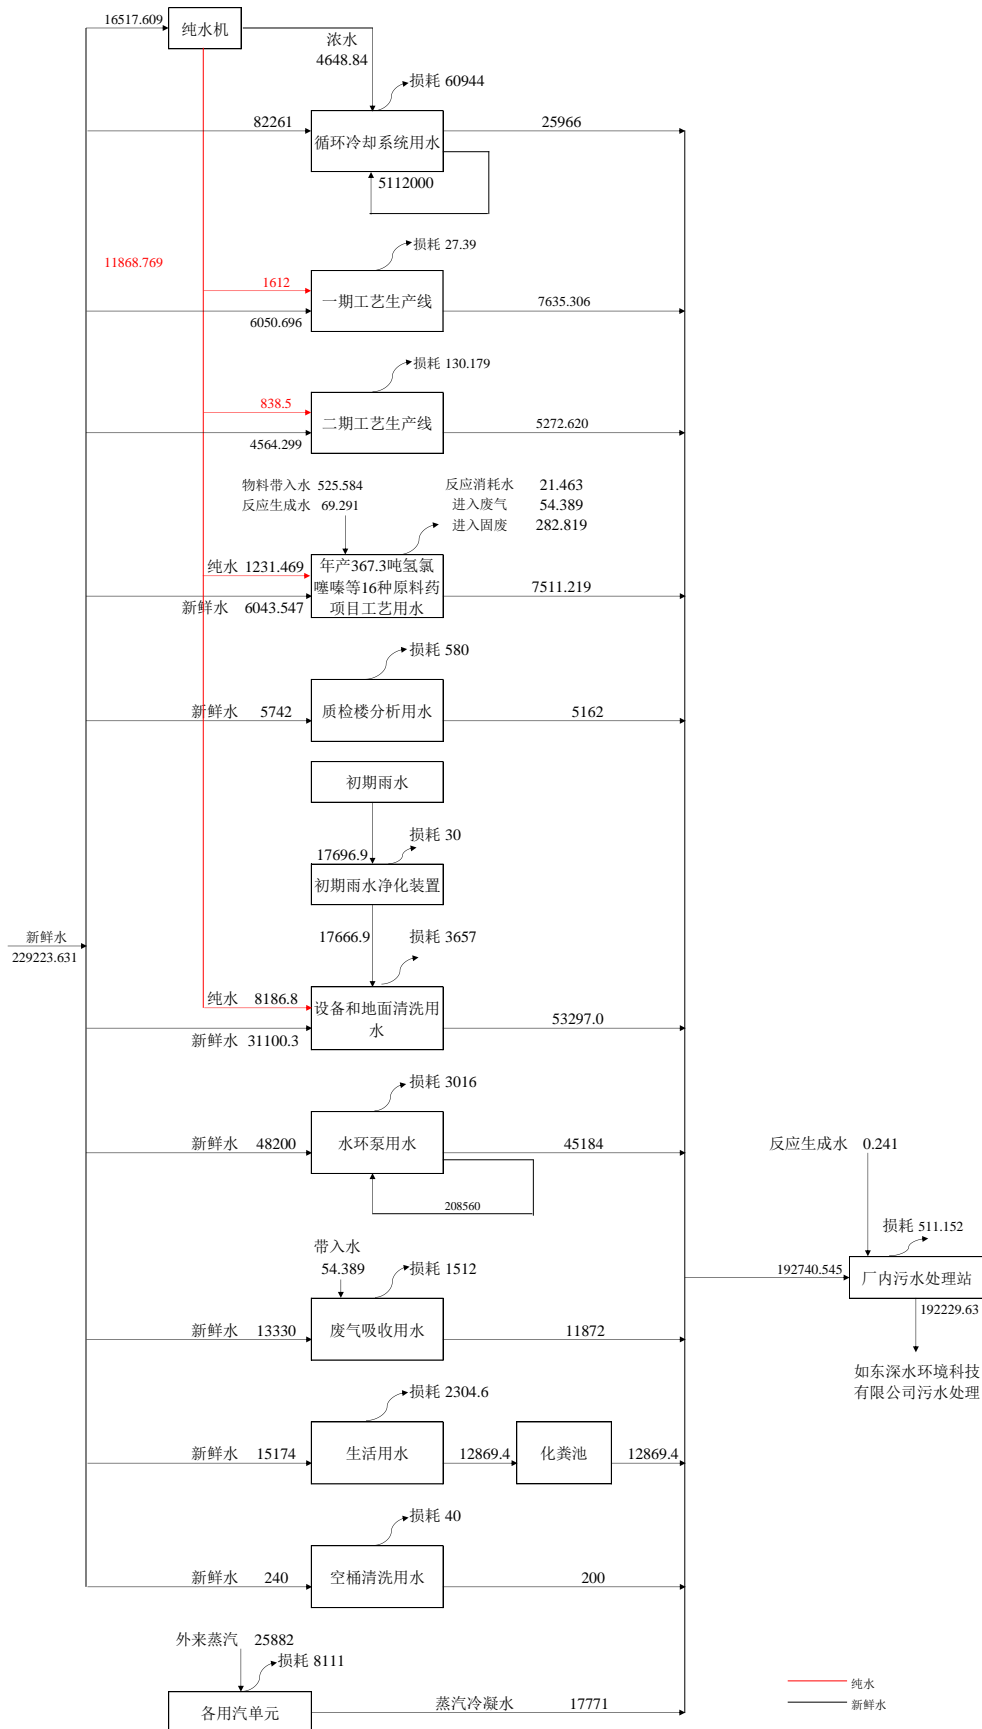 16517.609
纯水机
浓水
4648.84
损耗 60944
82261
循环冷却系统用水
25966
5112000
11868.769
损耗 27.39
1612
一期工艺生产线
7635.306
6050.696
损耗 130.179
838.5
二期工艺生产线
5272.620
4564.299
物料带入水 525.584
反应生成水 69.291
反应消耗水 21.463
进入废气 54.389
进入固废 282.819
纯水 1231.469
年产367.3吨氢氯
噻嗪等16种原料药
项目工艺用水
7511.219
新鲜水 6043.547
损耗 580
新鲜水 5742
质检楼分析用水
5162
初期雨水
损耗 30
17696.9
初期雨水净化装置
17666.9
损耗 3657
新鲜水
229223.631
纯水 8186.8
设备和地面清洗用
水
53297.0
新鲜水 31100.3
损耗 3016
新鲜水 48200
水环泵用水
45184
208560
反应生成水 0.241
损耗 511.152
带入水
54.389
损耗 1512
192740.545
厂内污水处理站
192229.63
新鲜水 13330
废气吸收用水
11872
如东深水环境科技
有限公司污水处理
损耗 2304.6
新鲜水 15174
生活用水
12869.4
化粪池
12869.4
损耗 40
新鲜水 240
空桶清洗用水
200
外来蒸汽 25882
损耗 8111
各用汽单元
蒸汽冷凝水 17771
纯水
新鲜水